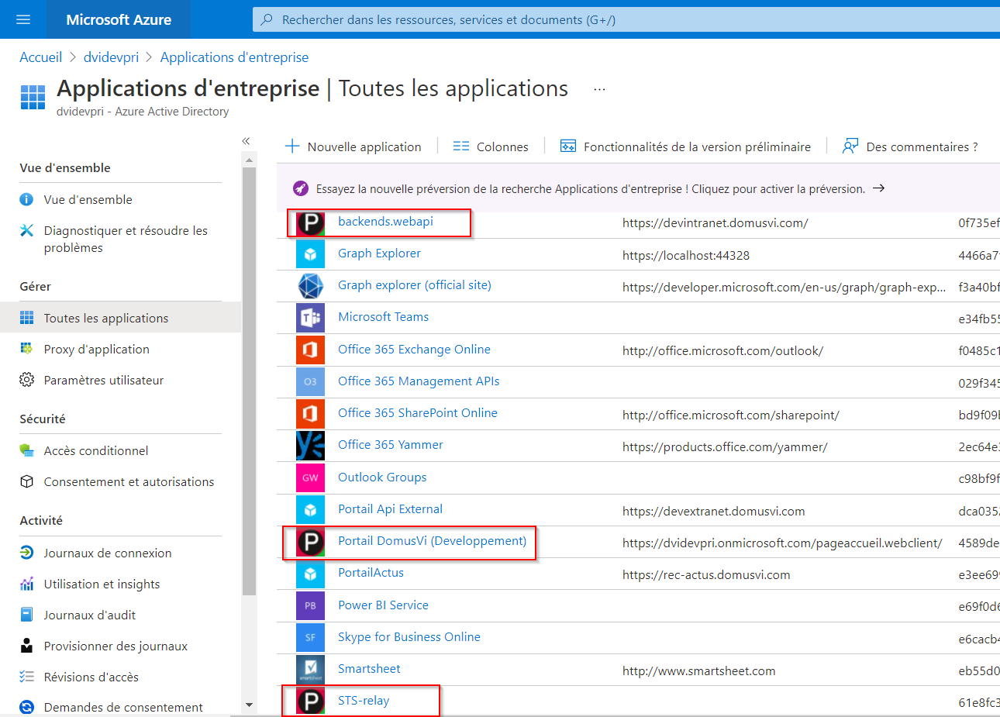 Microsoft Azure
Rechercher dans les ressources, services et documents (G+/)
Accueil > dvidevpri > Applications d'entreprise
Applications d'entreprise | Toutes les applications ...
dvidevpri - Azure Active Directory
«
Vue d'ensemble
Vue d'ensemble
Diagnostiquer et résoudre les
problèmes
Gérer
Toutes les applications
Proxy d'application
Paramètres utilisateur
Sécurité
Accès conditionnel
Consentement et autorisations
Activité
Journaux de connexion
Utilisation et insights
Journaux d'audit
Provisionner des journaux
Révisions d'accès
Demandes de consentement
Nouvelle application Colonnes Fonctionnalités de la version préliminaire Des commentaires ?
Essayez la nouvelle préversion de la recherche Applications d'entreprise ! Cliquez pour activer la préversion. →
P backends.webapi https://devintranet.domusvi.com/ 0f735ef
Graph Explorer https://localhost:44328 4466a7
Graph explorer (official site) https://developer.microsoft.com/en-us/graph/graph-exp... f3a40bf
Microsoft Teams e34fb55
Office 365 Exchange Online http://office.microsoft.com/outlook/ f0485c1
O3 Office 365 Management APIs 029f345
Office 365 SharePoint Online http://office.microsoft.com/sharepoint/ bd9f09b
Office 365 Yammer https://products.office.com/yammer/ 2ec64e3
GW Outlook Groups c98bf9f
Portail Api External https://devextranet.domusvi.com dca0352
P Portail DomusVi (Developpement) https://dvidevpri.onmicrosoft.com/pageaccueil.webclient/ 4589de
PortailActus https://rec-actus.domusvi.com e3ee699
PB Power BI Service e69f0d6
SF Skype for Business Online e6cacb4
Smartsheet http://www.smartsheet.com eb55d0
P STS-relay 61e8fc3